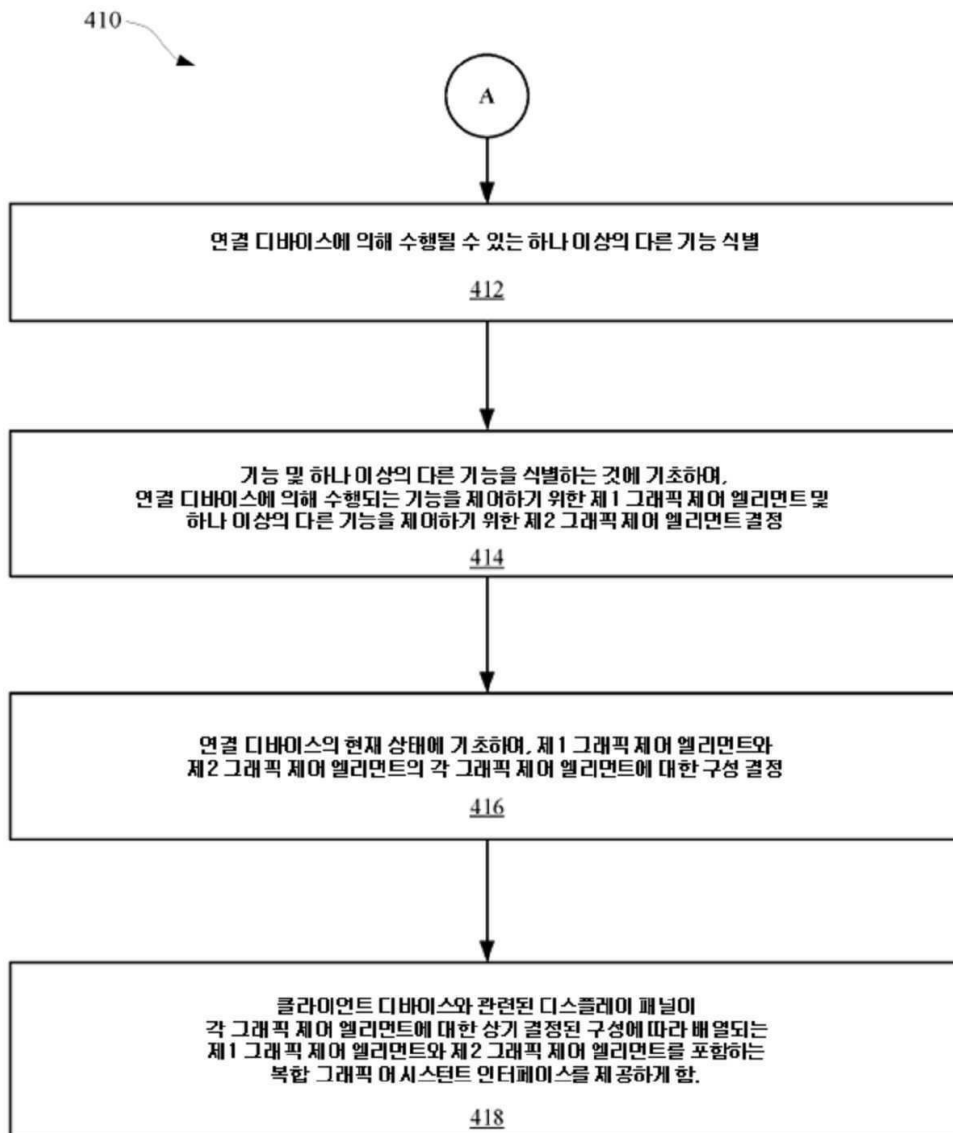 410
A
연결 디바이스에 의해 수행될 수 있는 하나 이상의 다른 기능 식별
412
기능 및 하나 이상의 다른 기능을 식별하는 것에 기초하여,
연결 디바이스에 의해 수행되는 기능을 제어하기 위한 제1 그래픽 제어 엘리먼트 및
하나 이상의 다른 기능을 제어하기 위한 제2 그래픽 제어 엘리먼트 결정
414
연결 디바이스의 현재 상태에 기초하여, 제1 그래픽 제어 엘리먼트와
제2 그래픽 제어 엘리먼트의 각 그래픽 제어 엘리먼트에 대한 구성 결정
416
클라이언트 디바이스와 관련된 디스플레이 패널이
각 그래픽 제어 엘리먼트에 대한 상기 결정된 구성에 따라 배열되는
제1 그래픽 제어 엘리먼트와 제2 그래픽 제어 엘리먼트를 포함하는
복합 그래픽 어시스턴트 인터페이스를 제공하게 함.
418